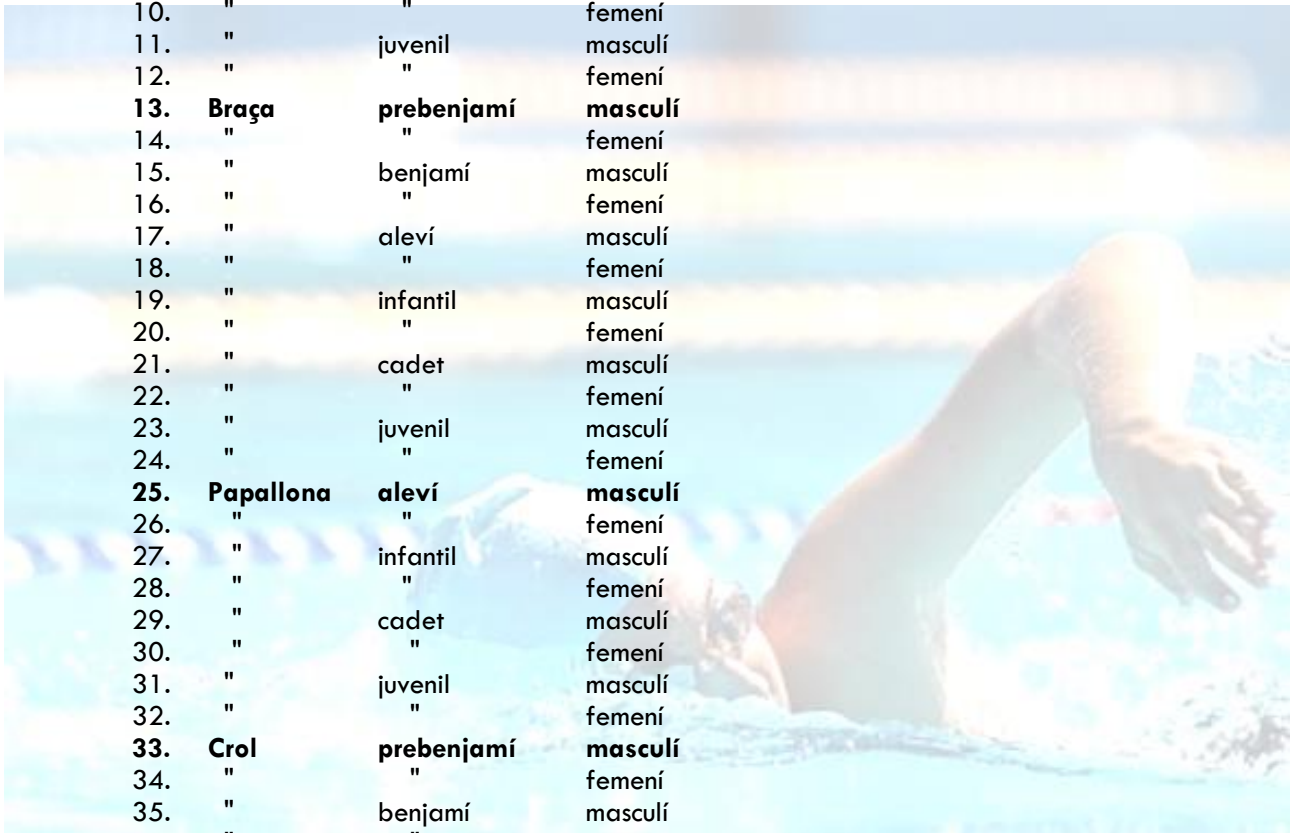 10. " " femení
11. " juvenil masculí
12. " " femení
13. Braça prebenjamí masculí
14. " " femení
15. " benjamí masculí
16. " " femení
17. " aleví masculí
18. " " femení
19. " infantil masculí
20. " " femení
21. " cadet masculí
22. " " femení
23. " juvenil masculí
24. " " femení
25. Papallona aleví masculí
26. " " femení
27. " infantil masculí
28. " " femení
29. " cadet masculí
30. " " femení
31. " juvenil masculí
32. " " femení
33. Crol prebenjamí masculí
34. " " femení
35. " benjamí masculí
" "